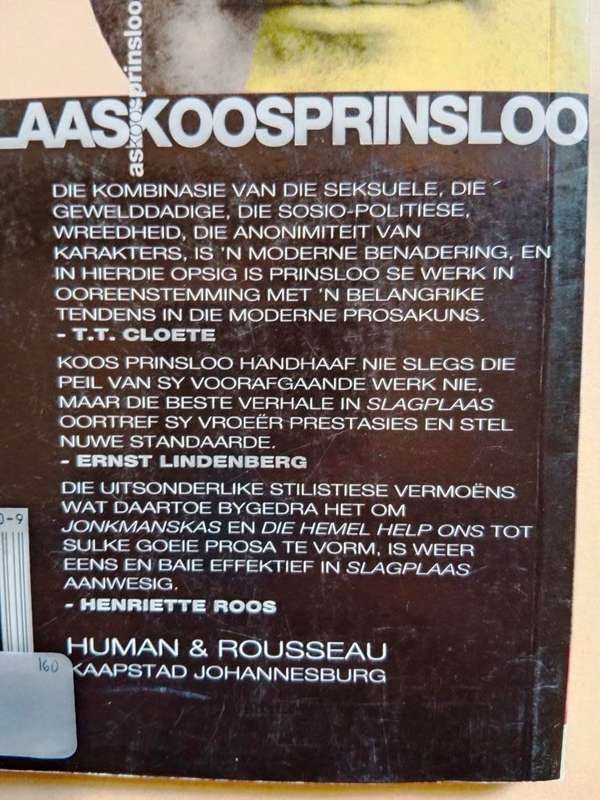 askoosprinsloo
LAASKOOSPRINSLOO
DIE KOMBINASIE VAN DIE SEKSUELE, DIE
GEWELDDADIGE, DIE SOSIO-POLITIESE,
WREEDHEID, DIE ANONIMITEIT VAN
KARAKTERS, IS 'N MODERNE BENADERING, EN
IN HIERDIE OPSIG IS PRINSLOO SE WERK IN
OOREENSTEMMING MET 'N BELANGRIKE
TENDENS IN DIE MODERNE PROSAKUNS.
- T.T. CLOETE
KOOS PRINSLOO HANDHAAF NIE SLEGS DIE
PEIL VAN SY VOORAFGAANDE WERK NIE,
MAAR DIE BESTE VERHALE IN SLAGPLAAS
OORTREF SY VROEËR PRESTASIES EN STEL
NUWE STANDAARDE.
- ERNST LINDENBERG
DIE UITSONDERLIKE STILISTIESE VERMOËNS
WAT DAARTOE BYGEDRA HET OM
JONKMANSKAS EN DIE HEMEL HELP ONS TOT
SULKE GOEIE PROSA TE VORM, IS WEER
EENS EN BAIE EFFEKTIEF IN SLAGPLAAS
AANWESIG.
- HENRIETTE ROOS
0-9
HUMAN & ROUSSEAU
KAAPSTAD JOHANNESBURG
160